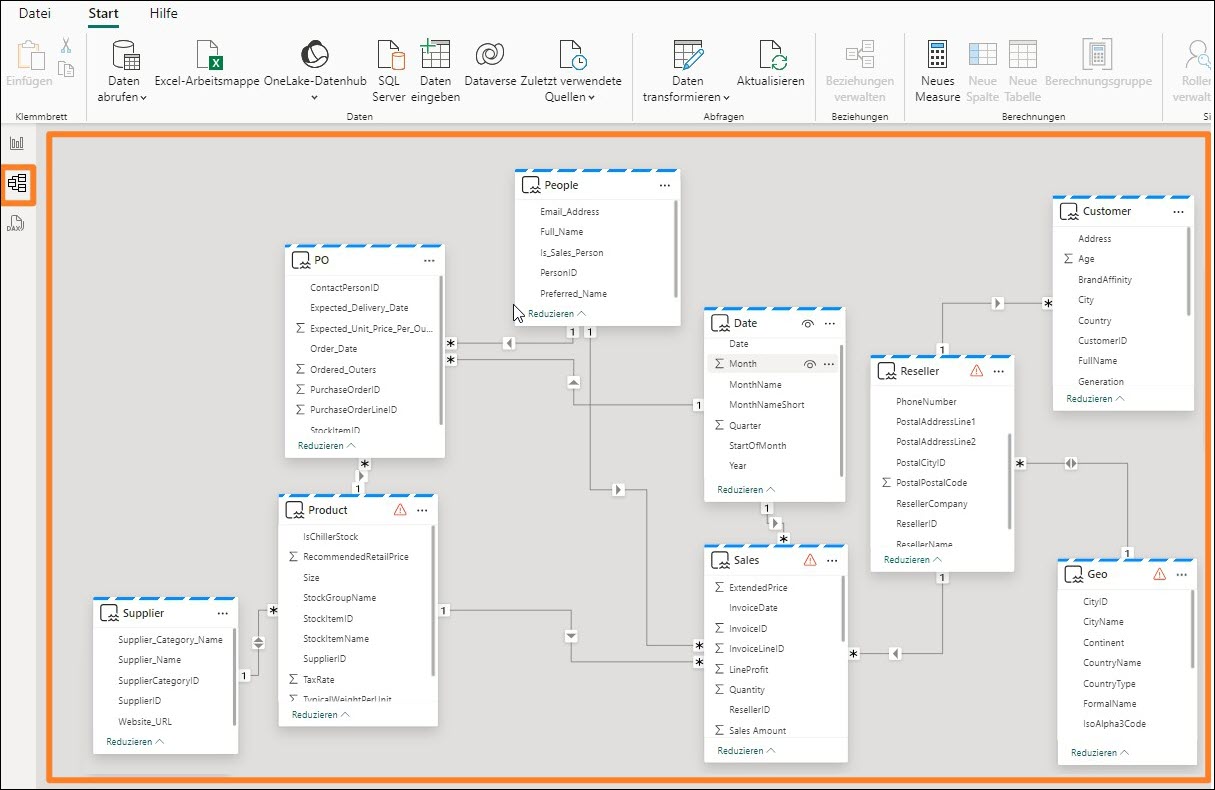 Datei Start Hilfe
Einfügen
Daten abrufen
Excel-Arbeitsmappe
OneLake-Datenhub
SQL Server
Daten eingeben
Dataverse
Zuletzt verwendete Quellen
Daten transformieren
Aktualisieren
Beziehungen verwalten
Neues Measure
Neue Spalte
Neue Tabelle
Berechnungsgruppe
Rollen
verwalt
Klemmbrett
Daten
Abfragen
Beziehungen
Berechnungen
Si
DAX
People
Email_Address
Full_Name
Is_Sales_Person
PersonID
Preferred_Name
Reduzieren
Customer
Address
Σ Age
BrandAffinity
City
Country
CustomerID
FullName
Generation
Reduzieren
PO
ContactPersonID
Expected_Delivery_Date
Σ Expected_Unit_Price_Per_Ou...
Order_Date
Σ Ordered_Outers
Σ PurchaseOrderID
Σ PurchaseOrderLineID
StockItemID
Reduzieren
Date
Date
Σ Month
MonthName
MonthNameShort
Σ Quarter
StartOfMonth
Year
Reduzieren
Reseller
PhoneNumber
PostalAddressLine1
PostalAddressLine2
PostalCityID
Σ PostalPostalCode
ResellerCompany
ResellerID
ResellerName
Reduzieren
Product
IsChillerStock
Σ RecommendedRetailPrice
Size
StockGroupName
StockItemID
StockItemName
SupplierID
Σ TaxRate
Σ TypicalWeightPerUnit
Reduzieren
Sales
Σ ExtendedPrice
InvoiceDate
Σ InvoiceID
Σ InvoiceLineID
Σ LineProfit
Σ Quantity
ResellerID
Σ Sales Amount
Reduzieren
Geo
CityID
CityName
Continent
CountryName
CountryType
FormalName
IsoAlpha3Code
Reduzieren
Supplier
Supplier_Category_Name
Supplier_Name
SupplierCategoryID
SupplierID
Website_URL
Reduzieren
1 1
*
*
1
1
*
*
1
*
1
1
*
*
1
1
*
*
*
1
*
1